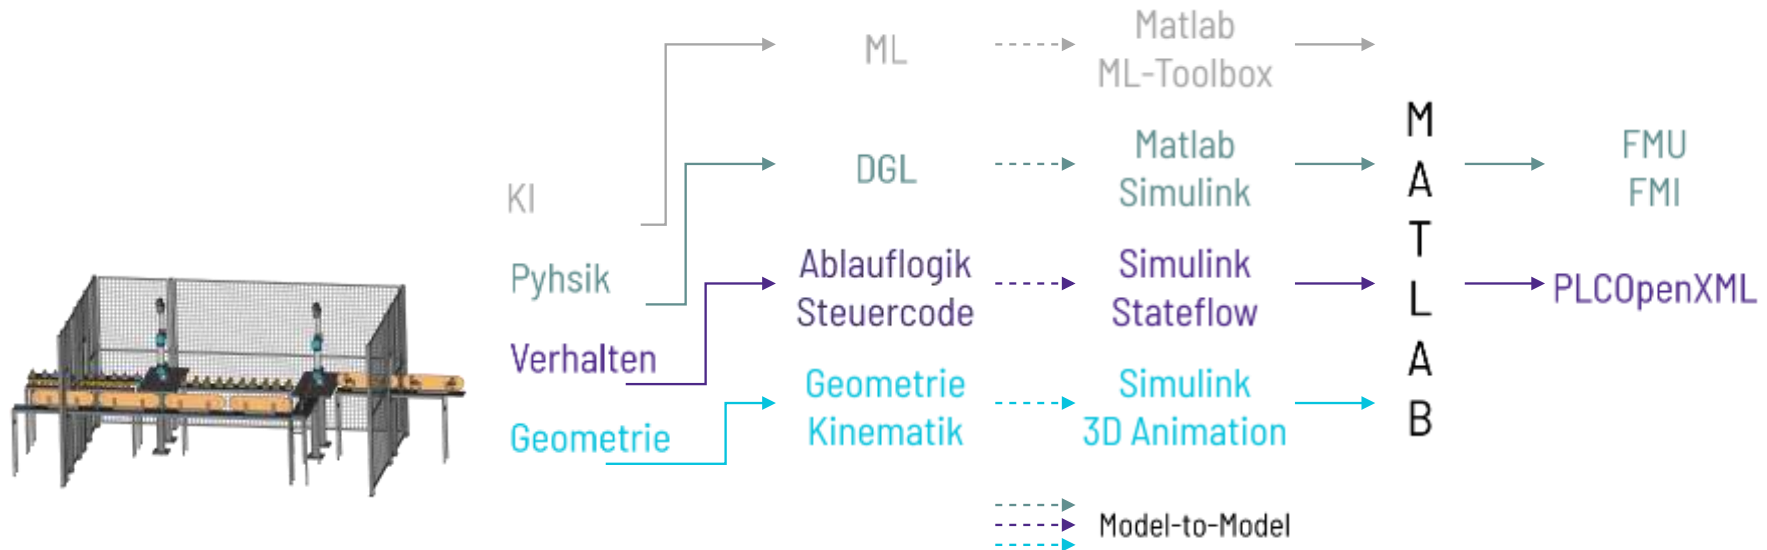 KI
Pyhsik
Verhalten
Geometrie
ML
DGL
Ablauflogik
Steuercode
Geometrie
Kinematik
Matlab
ML-Toolbox
Matlab
Simulink
Simulink
Stateflow
Simulink
3D Animation
M
A
T
L
A
B
FMU
FMI
PLCOpenXML
Model-to-Model